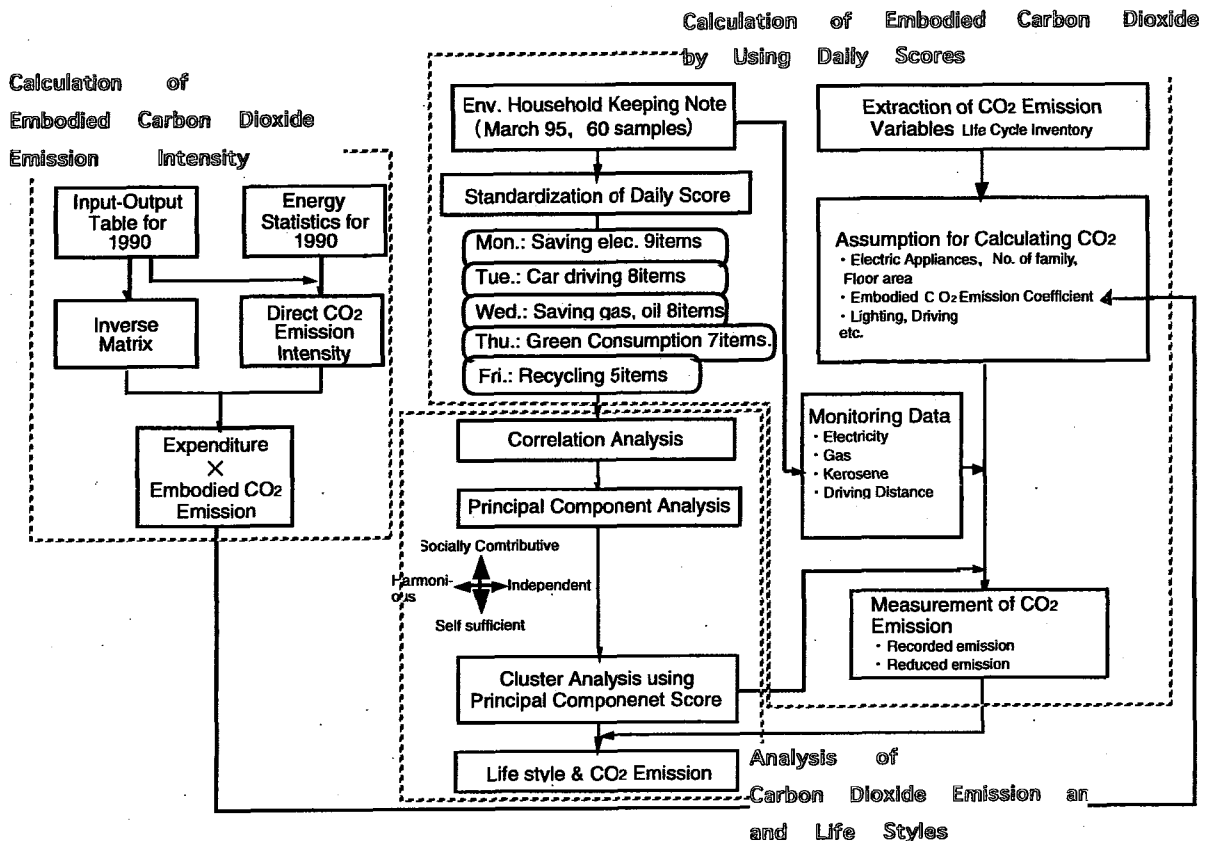 Calculation of Embodied Carbon Dioxide
by Using Daily Scores
Calculation of
Embodied Carbon Dioxide
Emission Intensity
Input-Output
Table for
1990
Energy
Statistics for
1990
Inverse
Matrix
Direct CO2
Emission
Intensity
Expenditure
×
Embodied CO2
Emission
Env. Household Keeping Note
(March 95, 60 samples)
Standardization of Daily Score
Mon.: Saving elec. 9items
Tue.: Car driving 8items
Wed.: Saving gas, oil 8items
Thu.: Green Consumption 7items.
Fri.: Recycling 5items
Correlation Analysis
Principal Component Analysis
Socially Comtributive
Harmoni-
ous
Independent
Self sufficient
Cluster Analysis using
Principal Componenet Score
Life style & CO2 Emission
Extraction of CO2 Emission
Variables Life Cycle Inventory
Assumption for Calculating CO2
・Electric Appliances, No. of family,
Floor area
・Embodied C O2 Emission Coefficient
・Lighting, Driving
etc.
Monitoring Data
・Electricity
・Gas
・Kerosene
・Driving Distance
Measurement of CO2
Emission
・Recorded emission
・Reduced emission
Analysis of
Carbon Dioxide Emission an
and Life Styles